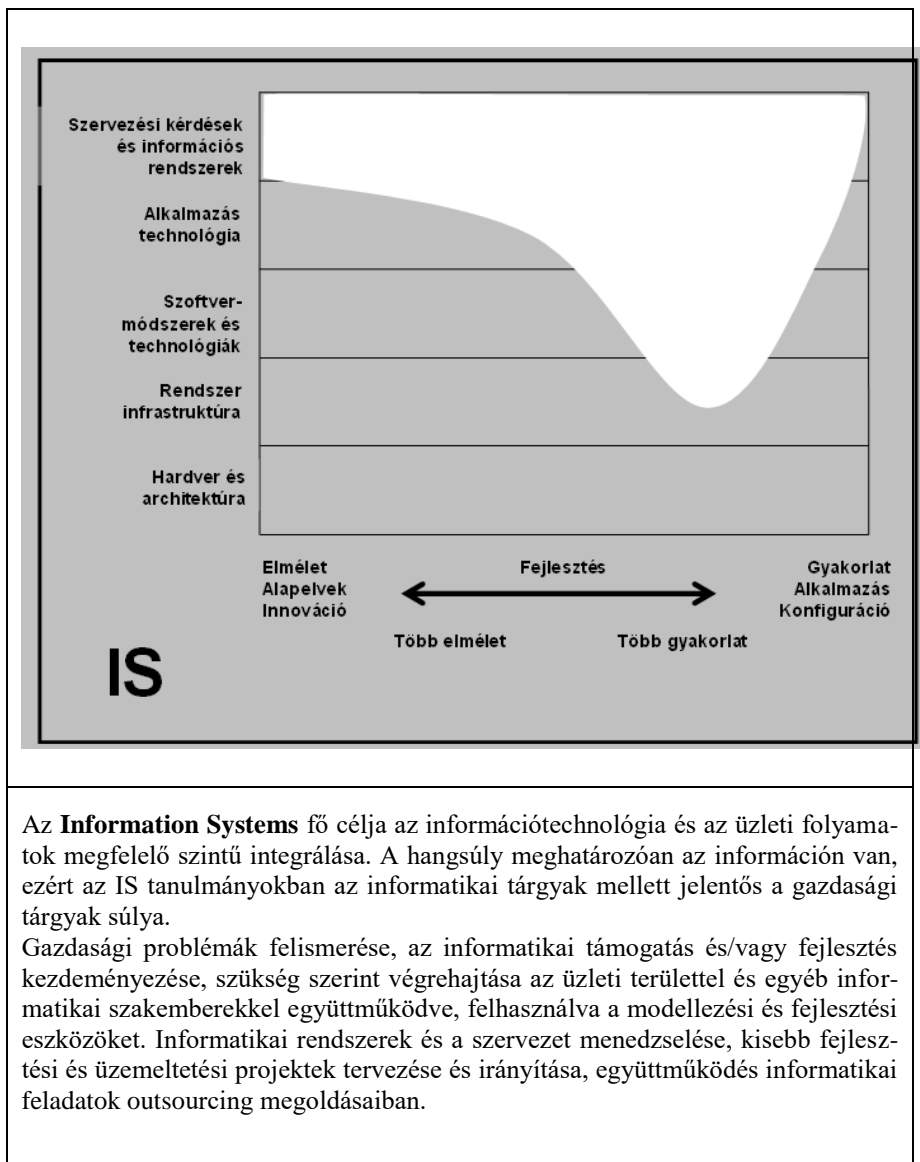 Szervezési kérdések
és információs
rendszerek
Alkalmazás
technológia
Szoftver-
módszerek és
technológiák
Rendszer
infrastruktúra
Hardver és
architektúra
Elmélet
Alapelvek
Innováció
Fejlesztés
Gyakorlat
Alkalmazás
Konfiguráció
Több elmélet
Több gyakorlat
IS
Az Information Systems fő célja az információtechnológia és az üzleti folyama-
tok megfelelő szintű integrálása. A hangsúly meghatározóan az információn van,
ezért az IS tanulmányokban az informatikai tárgyak mellett jelentős a gazdasági
tárgyak súlya.
Gazdasági problémák felismerése, az informatikai támogatás és/vagy fejlesztés
kezdeményezése, szükség szerint végrehajtása az üzleti területtel és egyéb infor-
matikai szakemberekkel együttműködve, felhasználva a modellezési és fejlesztési
eszközöket. Informatikai rendszerek és a szervezet menedzselése, kisebb fejlesz-
tési és üzemeltetési projektek tervezése és irányítása, együttműködés informatikai
feladatok outsourcing megoldásaiban.